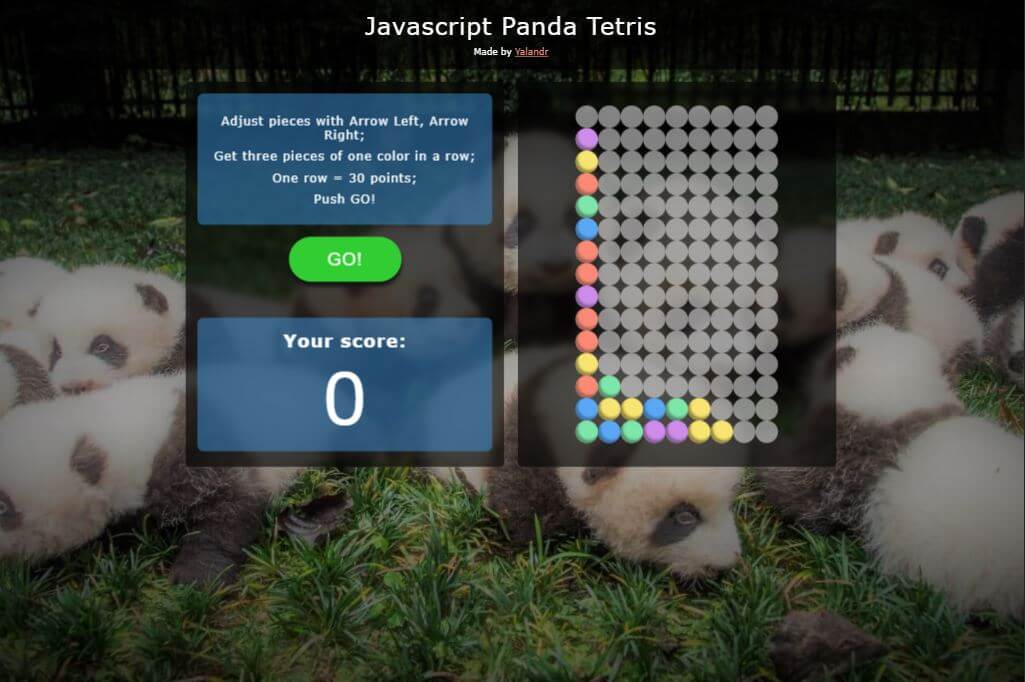 Javascript Panda Tetris
Made by Yalandr
Adjust pieces with Arrow Left, Arrow
Right;
Get three pieces of one color in a row;
One row = 30 points;
Push GO!
GO!
Your score:
0